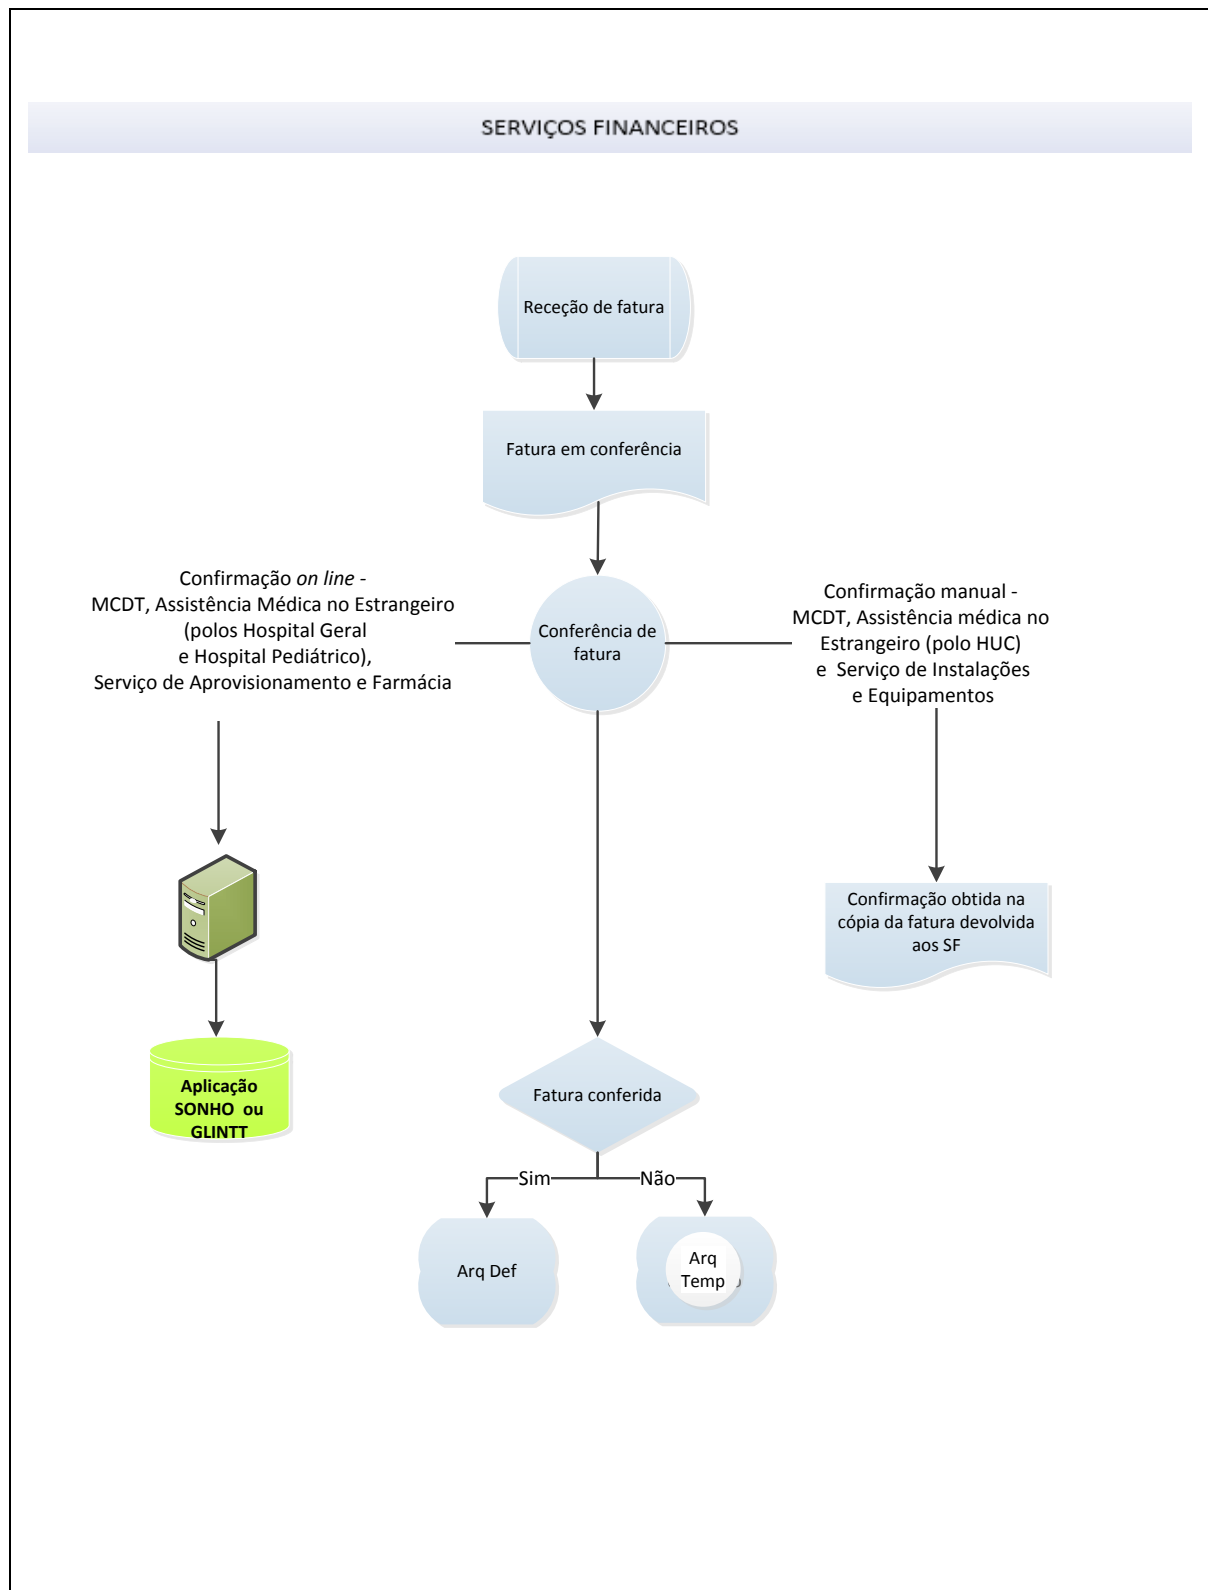 SERVIÇOS FINANCEIROS
Receção de fatura
Fatura em conferência
Confirmação on line -
MCDT, Assistência Médica no Estrangeiro
(polos Hospital Geral
e Hospital Pediátrico),
Serviço de Aprovisionamento e Farmácia
Conferência de
fatura
Confirmação manual -
MCDT, Assistência médica no
Estrangeiro (polo HUC)
e Serviço de Instalações
e Equipamentos
Confirmação obtida na
cópia da fatura devolvida
aos SF
Aplicação
SONHO ou
GLINTT
Fatura conferida
Sim
Não
Arq Def
Arq
Temp